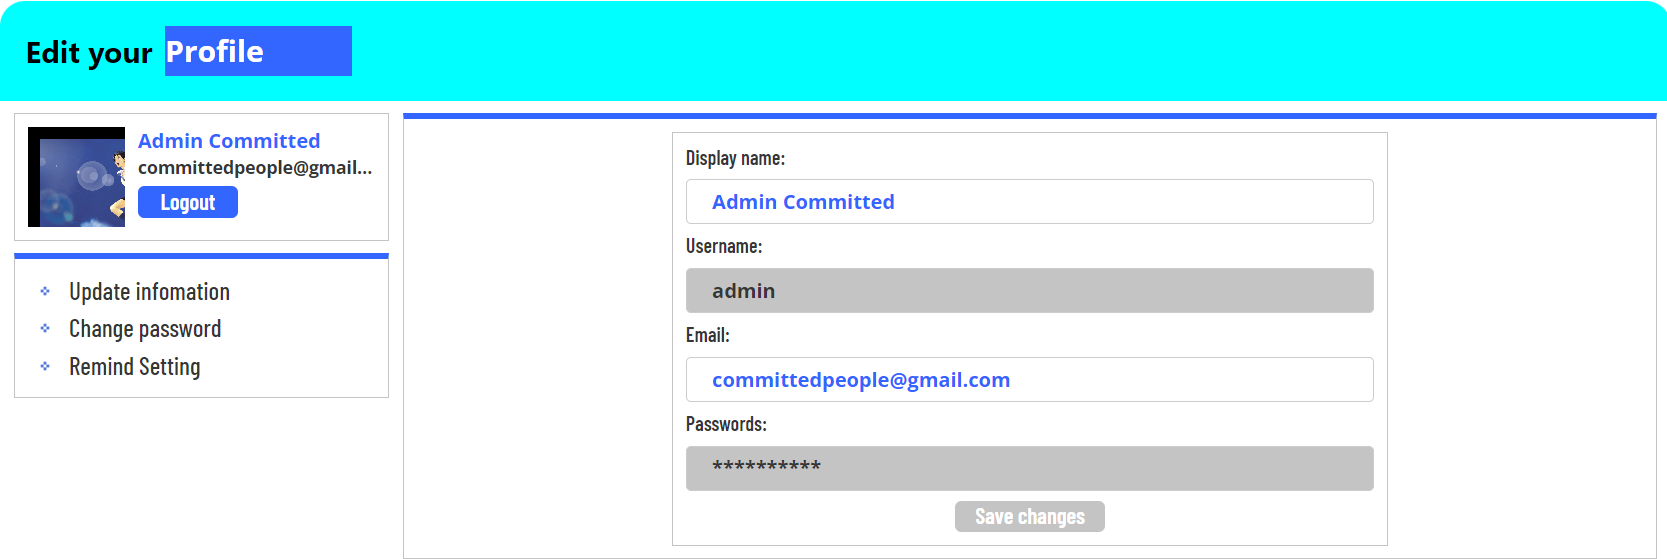 Edit your Profile
Admin Committed
committedpeople@gmail...
Logout
Update infomation
Change password
Remind Setting
Display name:
Admin Committed
Username:
admin
Email:
committedpeople@gmail.com
Passwords:
**********
Save changes